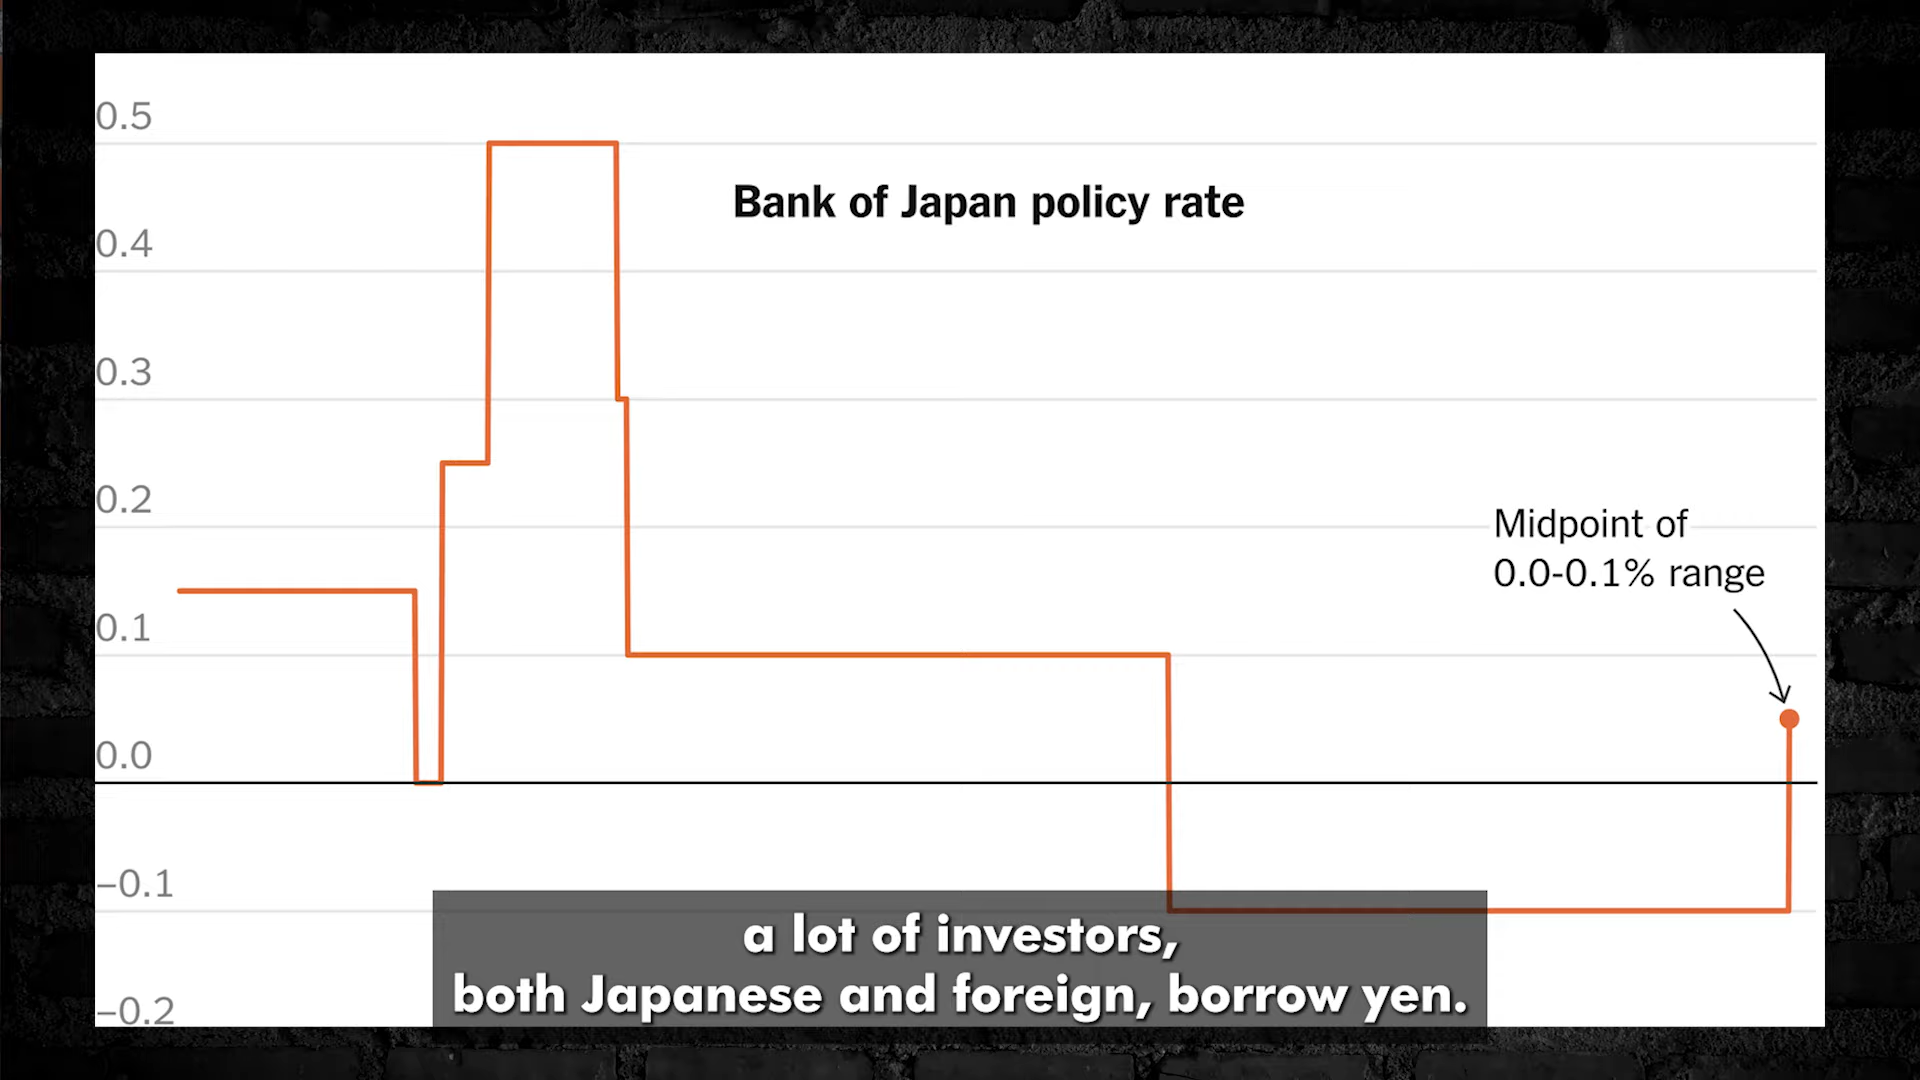 0.5
Bank of Japan policy rate
0.4
0.3
0.2
Midpoint of
0.0-0.1% range
0.1
0.0
–0.1
a lot of investors,
both Japanese and foreign, borrow yen.
–0.2